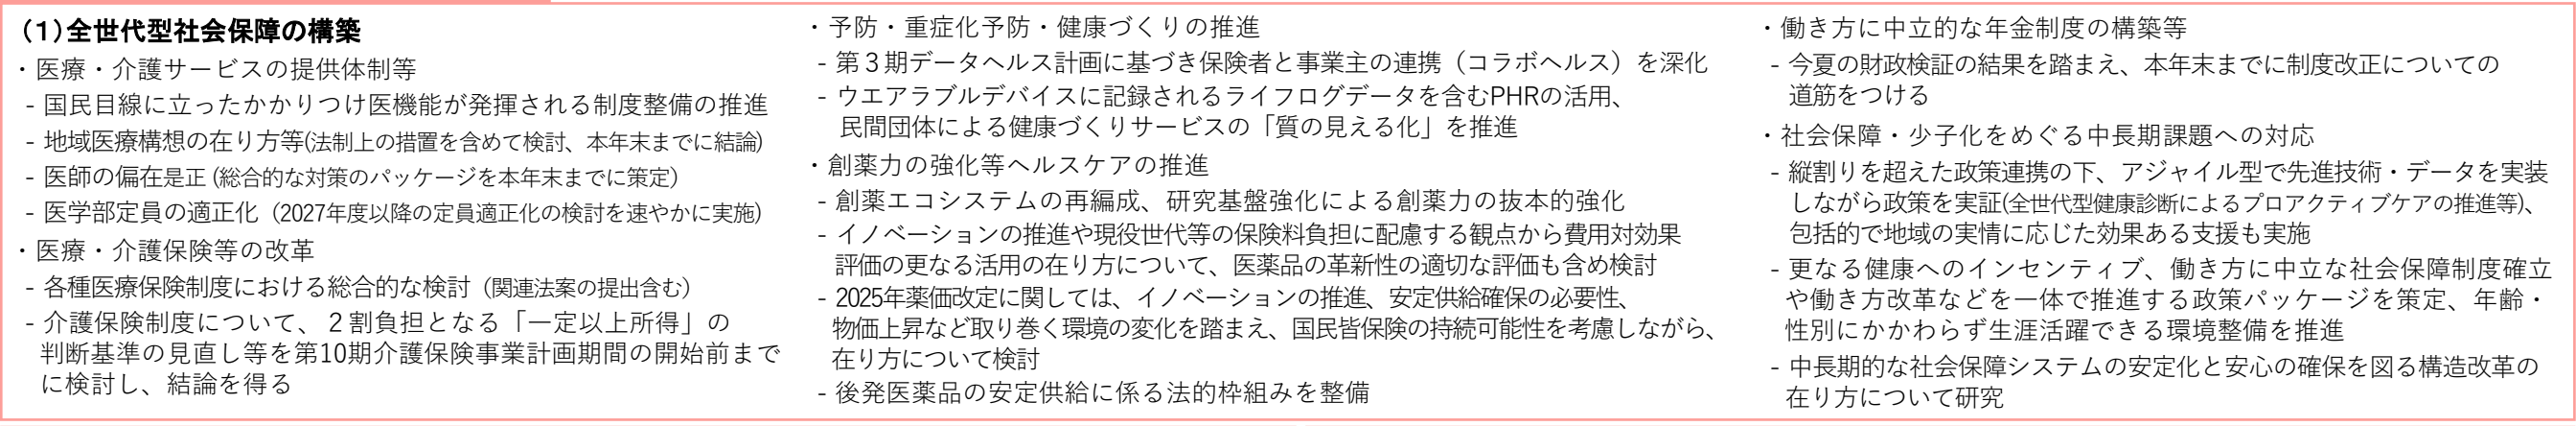 （１）全世代型社会保障の構築
・医療・介護サービスの提供体制等
- 国民目線に立ったかかりつけ医機能が発揮される制度整備の推進
- 地域医療構想の在り方等(法制上の措置を含めて検討、本年末までに結論)
- 医師の偏在是正 (総合的な対策のパッケージを本年末までに策定)
- 医学部定員の適正化（2027年度以降の定員適正化の検討を速やかに実施)
・医療・介護保険等の改革
- 各種医療保険制度における総合的な検討（関連法案の提出含む）
- 介護保険制度について、２割負担となる「一定以上所得」の
判断基準の見直し等を第10期介護保険事業計画期間の開始前まで
に検討し、結論を得る
・予防・重症化予防・健康づくりの推進
- 第３期データヘルス計画に基づき保険者と事業主の連携（コラボヘルス）を深化
- ウエアラブルデバイスに記録されるライフログデータを含むPHRの活用、
民間団体による健康づくりサービスの「質の見える化」を推進
・創薬力の強化等ヘルスケアの推進
- 創薬エコシステムの再編成、研究基盤強化による創薬力の抜本的強化
- イノベーションの推進や現役世代等の保険料負担に配慮する観点から費用対効果
評価の更なる活用の在り方について、医薬品の革新性の適切な評価も含め検討
- 2025年薬価改定に関しては、イノベーションの推進、安定供給確保の必要性、
物価上昇など取り巻く環境の変化を踏まえ、国民皆保険の持続可能性を考慮しながら、
在り方について検討
- 後発医薬品の安定供給に係る法的枠組みを整備
・働き方に中立的な年金制度の構築等
- 今夏の財政検証の結果を踏まえ、本年末までに制度改正についての
道筋をつける
・社会保障・少子化をめぐる中長期課題への対応
- 縦割りを超えた政策連携の下、アジャイル型で先進技術・データを実装
しながら政策を実証(全世代型健康診断によるプロアクティブケアの推進等)、
包括的で地域の実情に応じた効果ある支援も実施
- 更なる健康へのインセンティブ、働き方に中立な社会保障制度確立
や働き方改革などを一体で推進する政策パッケージを策定、年齢・
性別にかかわらず生涯活躍できる環境整備を推進
- 中長期的な社会保障システムの安定化と安心の確保を図る構造改革の
在り方について研究